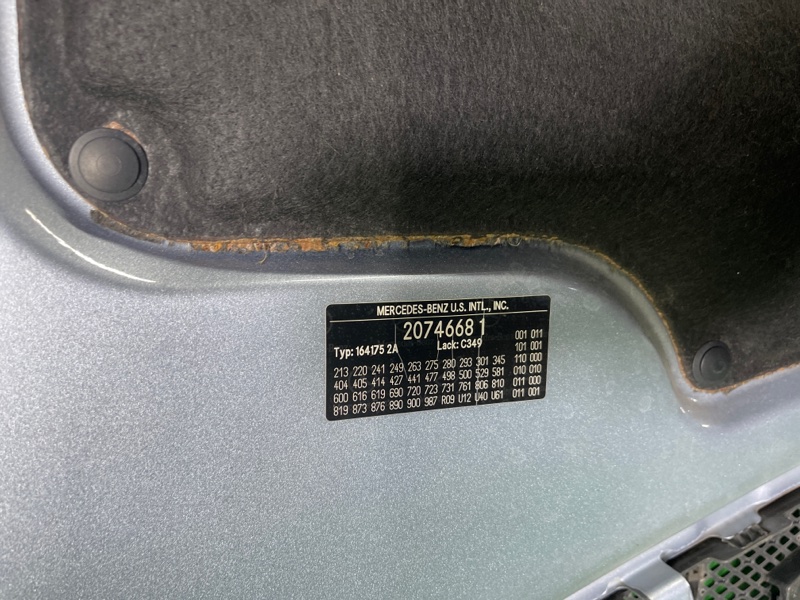 MERCEDES-BENZ U.S. INTL., INC.
2074668 1
Typ: 164175 2A Lack: C349
001 011
101 001
213 220 241 249 263 275 280 293 301 345 110 000
404 405 414 427 441 477 498 500 529 581 010 010
600 616 619 690 720 723 731 761 806 810 011 000
819 873 876 890 900 987 R09 U12 U40 U61 011 001